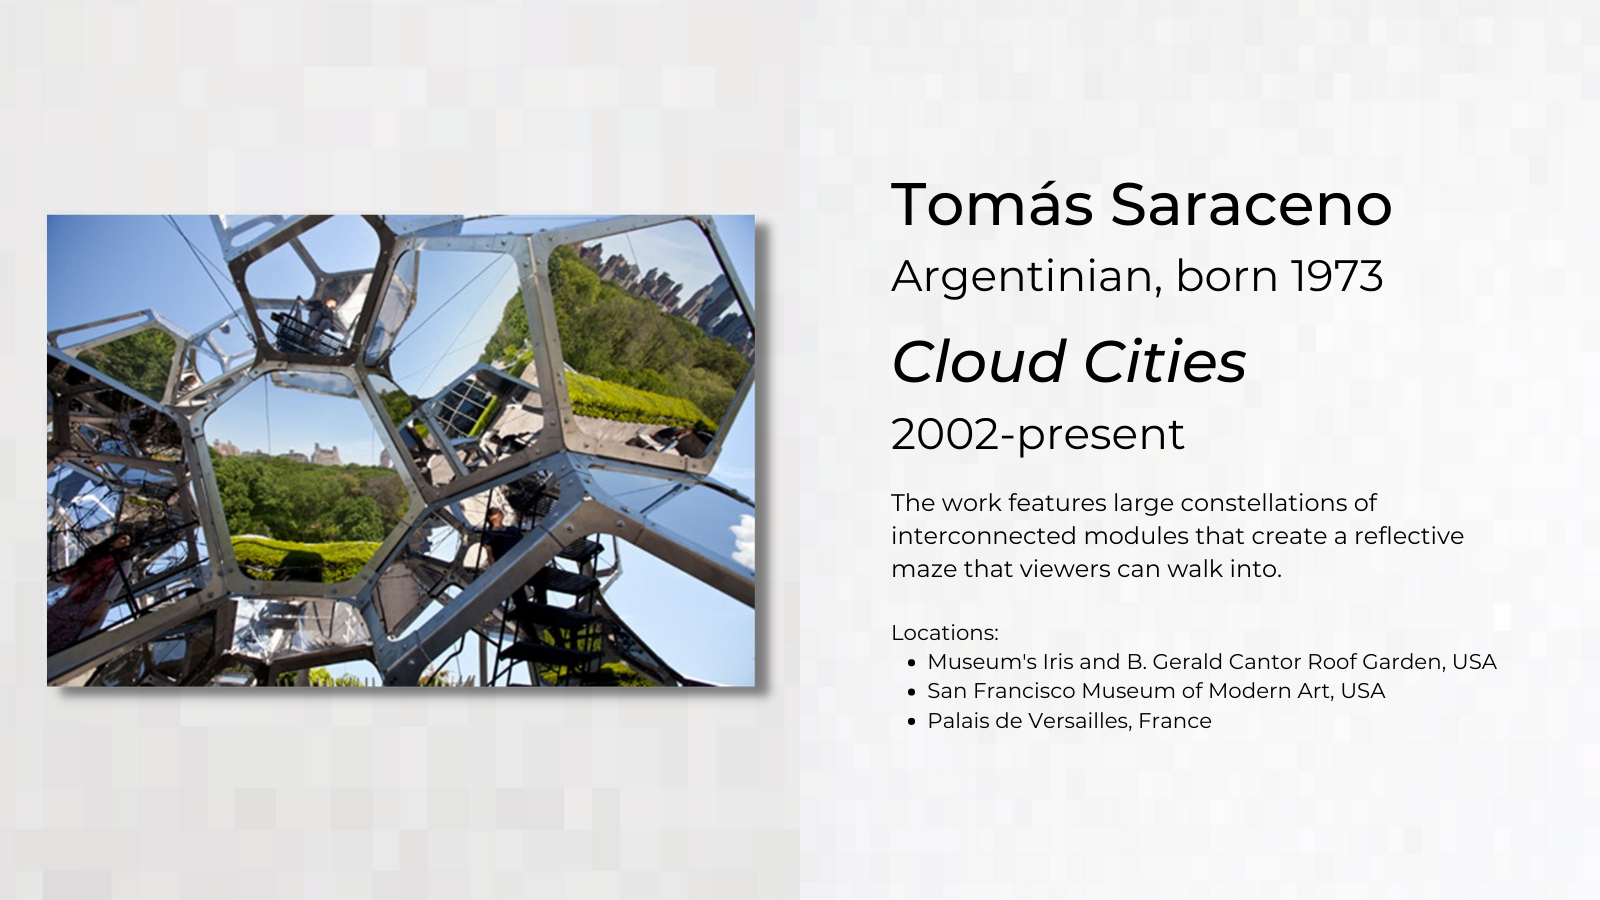 Tomás Saraceno
Argentinian, born 1973
Cloud Cities
2002-present
The work features large constellations of
interconnected modules that create a reflective
maze that viewers can walk into.
Locations:
• Museum's Iris and B. Gerald Cantor Roof Garden, USA
• San Francisco Museum of Modern Art, USA
• Palais de Versailles, France